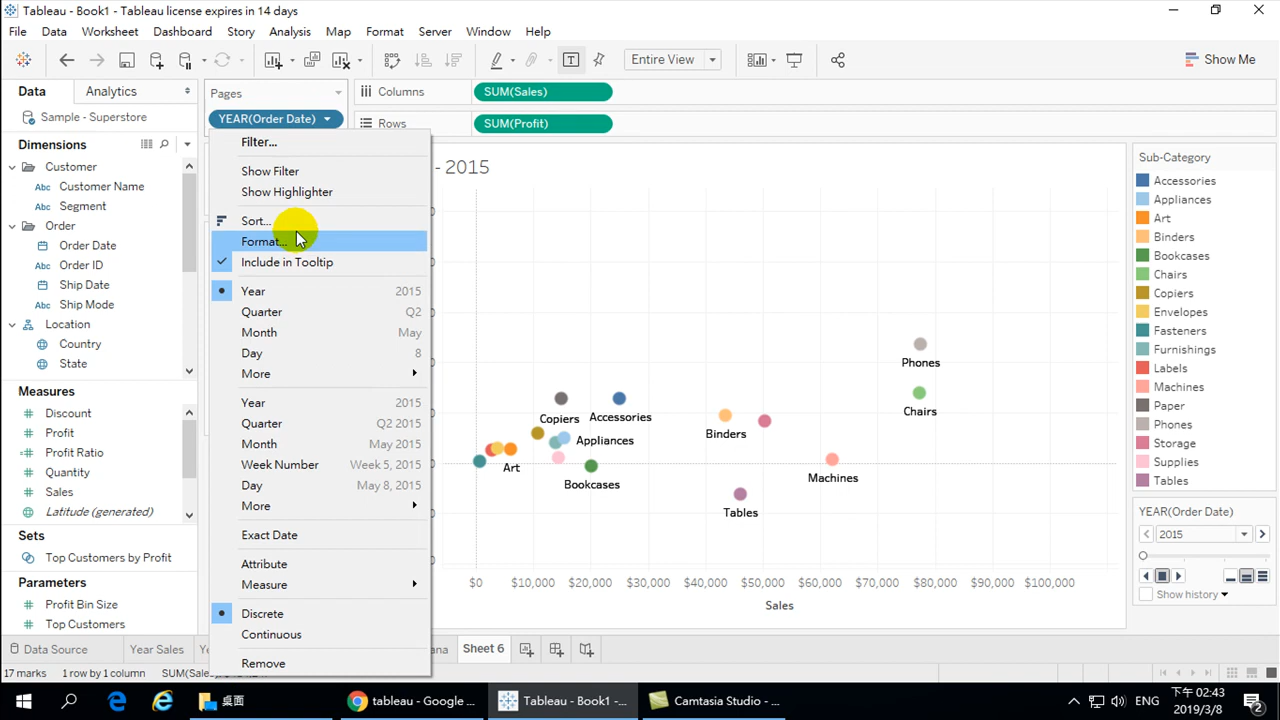 Tableau - Book1 - Tableau license expires in 14 days
File Data Worksheet Dashboard Story Analysis Map Format Server Window Help
Entire View
Show Me
Data Analytics
Sample - Superstore
Dimensions
Customer
Customer Name
Segment
Order
Order Date
Order ID
Ship Date
Ship Mode
Location
Country
State
Measures
Discount
Profit
Profit Ratio
Quantity
Sales
Latitude (generated)
Sets
Top Customers by Profit
Parameters
Profit Bin Size
Top Customers
Pages
YEAR(Order Date)
Filter...
Show Filter
Show Highlighter
Sort...
Format...
Include in Tooltip
Year 2015
Quarter Q2
Month May
Day 8
More
Year 2015
Quarter Q2 2015
Month May 2015
Week Number Week 5, 2015
Day May 8, 2015
More
Exact Date
Attribute
Measure
Discrete
Continuous
Remove
Columns SUM(Sales)
Rows SUM(Profit)
- 2015
Phones
Chairs
Copiers
Accessories
Binders
Appliances
Art
Machines
Bookcases
Tables
$0 $10,000 $20,000 $30,000 $40,000 $50,000 $60,000 $70,000 $80,000 $90,000 $100,000
Sales
Sub-Category
Accessories
Appliances
Art
Binders
Bookcases
Chairs
Copiers
Envelopes
Fasteners
Furnishings
Labels
Machines
Paper
Phones
Storage
Supplies
Tables
YEAR(Order Date)
2015
Show history
Data Source Year Sales Sheet 6
17 marks 1 row by 1 column SUM(Sales)
桌面
tableau - Google ...
Tableau - Book1 -...
Camtasia Studio - ...
ENG
下午 02:43
2019/3/8
2